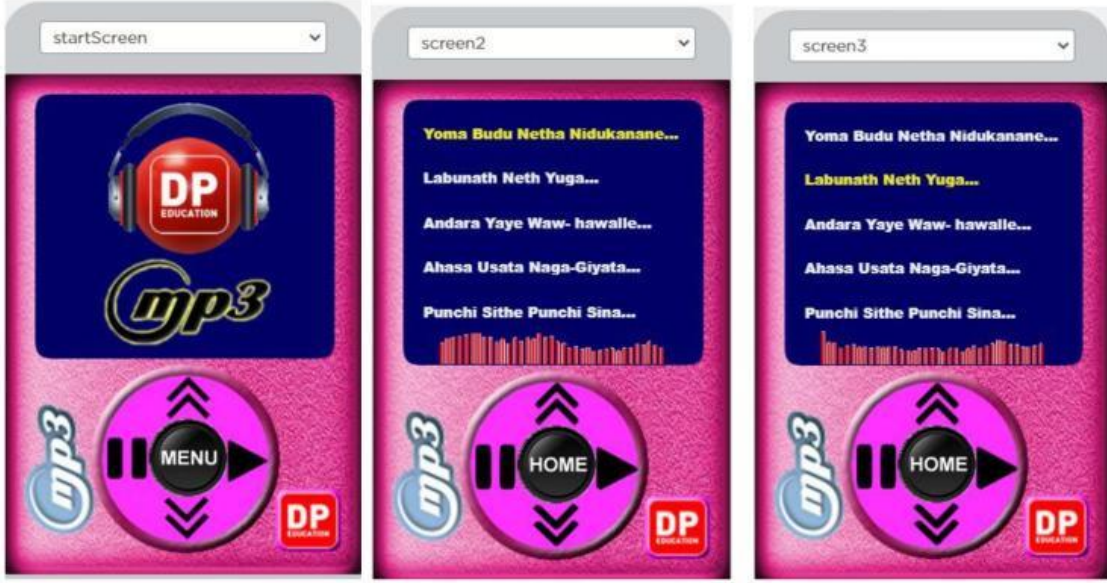 startScreen
DP
EDUCATION
mp3
MENU
mp3
DP
EDUCATION
screen2
Yoma Budu Netha Nidukanane...
Labunath Neth Yuga...
Andara Yaye Waw- hawalle...
Ahasa Usata Naga-Giyata...
Punchi Sithe Punchi Sina...
HOME
mp3
DP
EDUCATION
screen3
Yoma Budu Netha Nidukanane...
Labunath Neth Yuga...
Andara Yaye Waw- hawalle...
Ahasa Usata Naga-Giyata...
Punchi Sithe Punchi Sina...
HOME
mp3
DP
EDUCATION